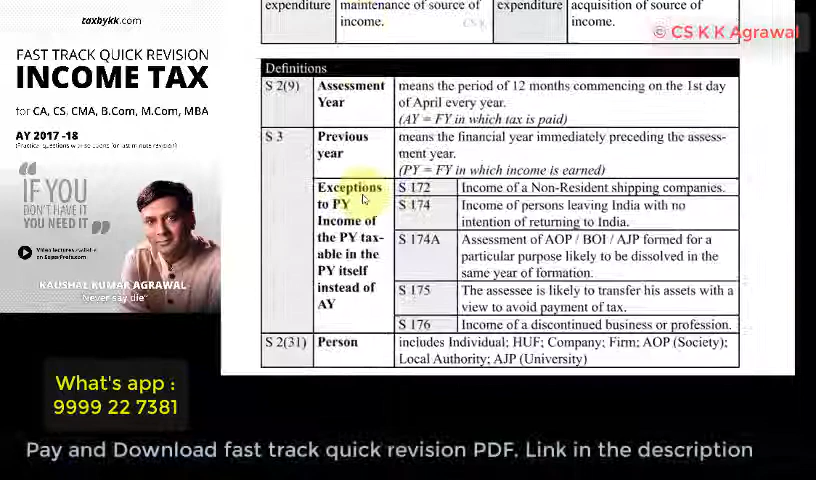 taxbykk.com
FAST TRACK QUICK REVISION
INCOME TAX
for CA, CS, CMA, B.Com, M.Com, MBA
AY 2017 -18
“ IF YOU
DON'T HAVE IT
YOU NEED IT ”
KAUSHAL KUMAR AGRAWAL
"Never say die"
What's app :
9999 22 7381
expenditure maintenance of source of income. expenditure acquisition of source of income.
© CS K K Agrawal
Definitions
S 2(9) Assessment Year means the period of 12 months commencing on the 1st day
of April every year.
(AY = FY in which tax is paid)
S 3 Previous year means the financial year immediately preceding the assess-
ment year.
(PY = FY in which income is earned)
Exceptions
to PY
Income of
the PY tax-
able in the
PY itself
instead of
AY
S 172 Income of a Non-Resident shipping companies.
S 174 Income of persons leaving India with no
intention of returning to India.
S 174A Assessment of AOP / BOI / AJP formed for a
particular purpose likely to be dissolved in the
same year of formation.
S 175 The assessee is likely to transfer his assets with a
view to avoid payment of tax.
S 176 Income of a discontinued business or profession.
S 2(31) Person includes Individual; HUF; Company; Firm; AOP (Society);
Local Authority; AJP (University)
Pay and Download fast track quick revision PDF. Link in the description